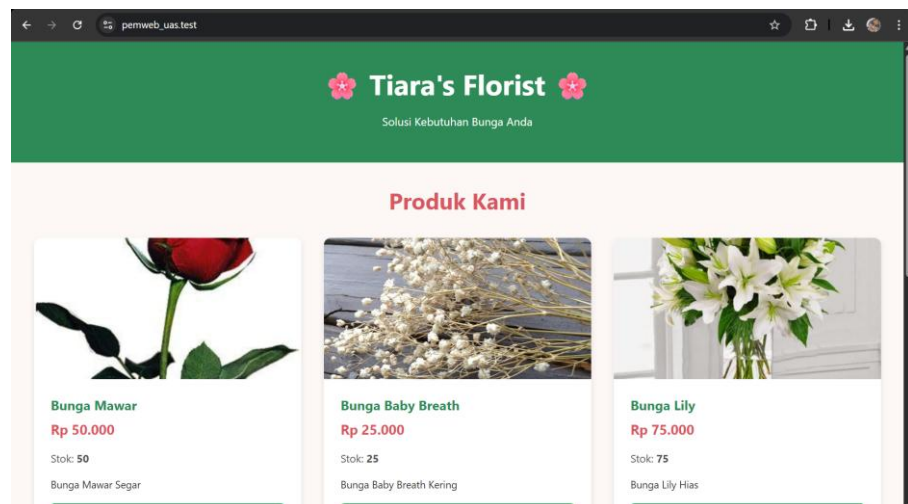 pemweb_uas.test
🌸 Tiara's Florist 🌸
Solusi Kebutuhan Bunga Anda
Produk Kami
Bunga Mawar
Rp 50.000
Stok: 50
Bunga Mawar Segar
Bunga Baby Breath
Rp 25.000
Stok: 25
Bunga Baby Breath Kering
Bunga Lily
Rp 75.000
Stok: 75
Bunga Lily Hias